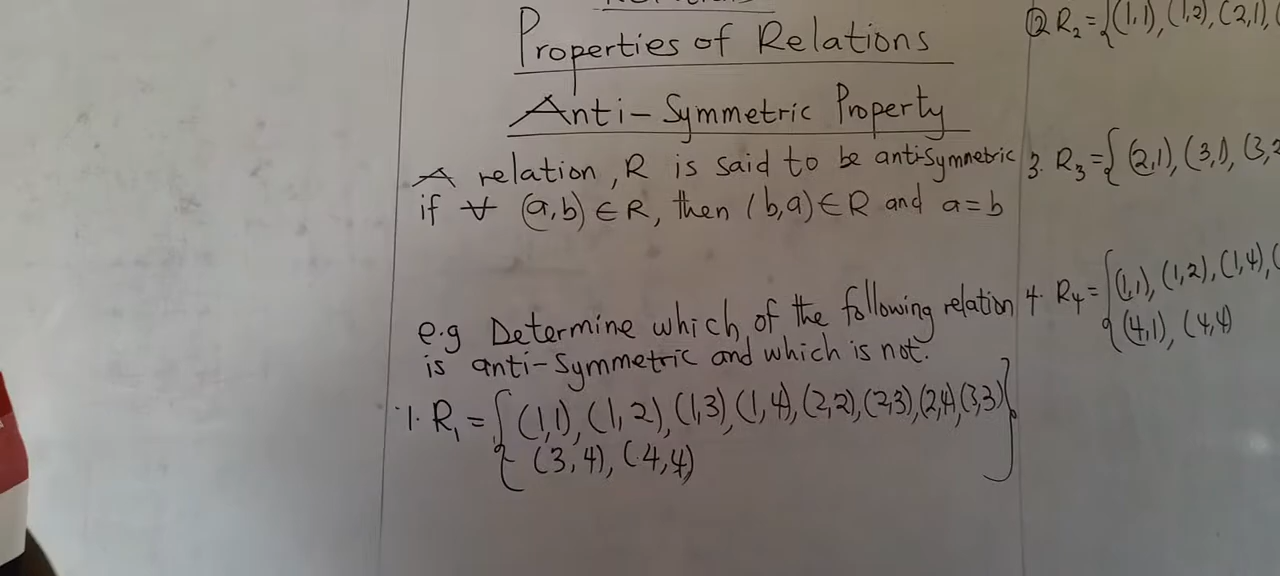 Properties of Relations
Anti-Symmetric Property
A relation, R is said to be antisymmetric
if ∀ (a,b) ∈ R, then (b,a) ∈ R and a=b
e.g Determine which of the following relation
is anti-Symmetric and which is not.
1. R₁ = { (1,1), (1,2), (1,3) (1,4), (2,2), (2,3), (2,4), (3,3)
(3,4), (4,4) }
② R₂ = {(1,1), (1,2), (2,1),
3. R₃ = { (2,1), (3,1), (3,2
4. R₄ = { (1,1), (1,2), (1,4),
(4,1), (4,4)